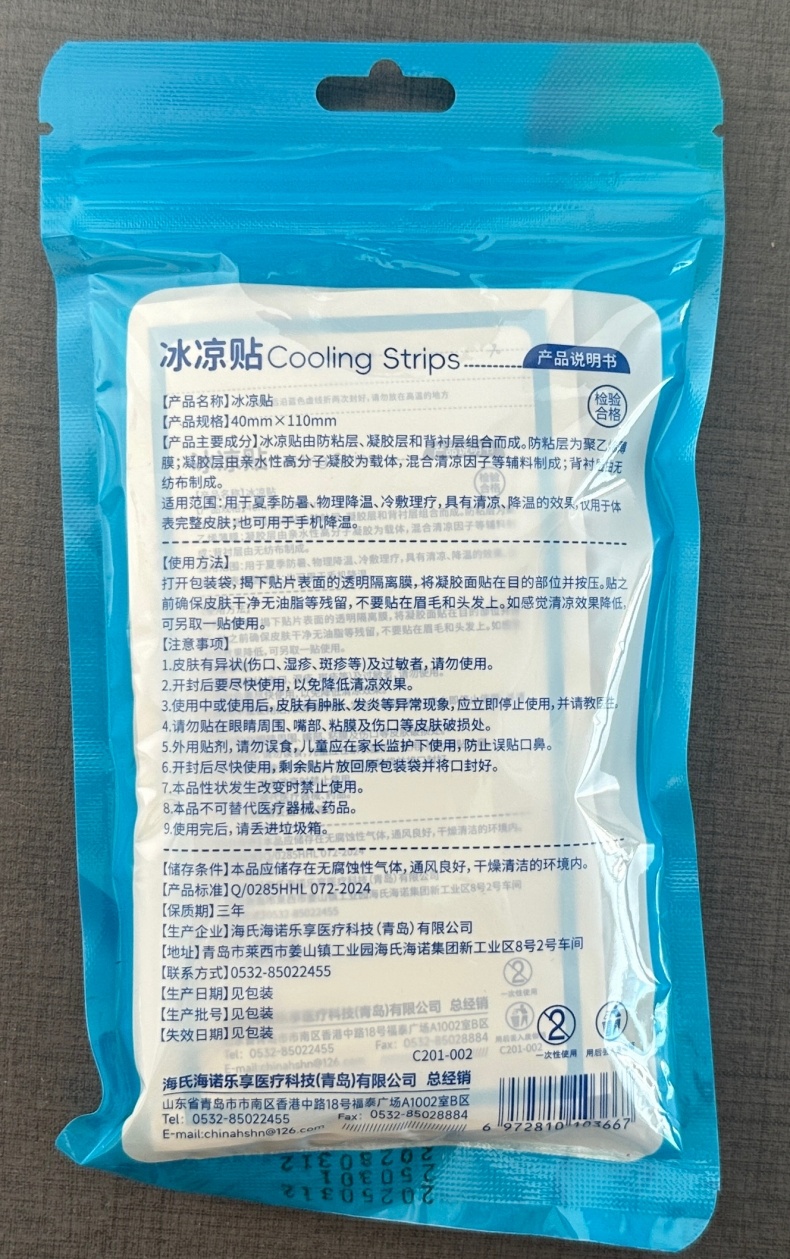 冰凉贴 Cooling Strips
产品说明书
检验
合格
【产品名称】冰凉贴
【产品规格】40mm×110mm
【产品主要成分】冰凉贴由防粘层、凝胶层和背衬层组合而成。防粘层为聚乙烯薄
膜；凝胶层由亲水性高分子凝胶为载体，混合清凉因子等辅料制成；背衬由无
纺布制成。
适用范围：用于夏季防暑、物理降温、冷敷理疗，具有清凉、降温的效果，仅用于体
表完整皮肤；也可用于手机降温。
【使用方法】
打开包装袋，揭下贴片表面的透明隔离膜，将凝胶面贴在目的部位并按压。贴之
前确保皮肤干净无油脂等残留，不要贴在眉毛和头发上。如感觉清凉效果降低，
可另取一贴使用。
【注意事项】
1.皮肤有异状(伤口、湿疹、斑疹等)及过敏者，请勿使用。
2.开封后要尽快使用，以免降低清凉效果。
3.使用中或使用后，皮肤有肿胀、发炎等异常现象，应立即停止使用，并请教医生。
4.请勿贴在眼睛周围、嘴部、粘膜及伤口等皮肤破损处。
5.外用贴剂，请勿误食，儿童应在家长监护下使用，防止误贴口鼻。
6.开封后尽快使用，剩余贴片放回原包装袋并将口封好。
7.本品性状发生改变时禁止使用。
8.本品不可替代医疗器械、药品。
9.使用完后，请丢进垃圾箱。
【储存条件】本品应储存在无腐蚀性气体，通风良好，干燥清洁的环境内。
【产品标准】Q/0285HHL 072-2024
【保质期】三年
【生产企业】海氏海诺乐享医疗科技（青岛）有限公司
【地址】青岛市莱西市姜山镇工业园海氏海诺集团新工业区8号2号车间
【联系方式】0532-85022455
【生产日期】见包装
【生产批号】见包装
【失效日期】见包装
C201-002
一次性使用
海氏海诺乐享医疗科技(青岛)有限公司 总经销
山东省青岛市市南区香港中路18号福泰广场A1002室B区
Tel: 0532-85022455 Fax: 0532-85028884
E-mail:chinahshn@126.com
6 972810 103667